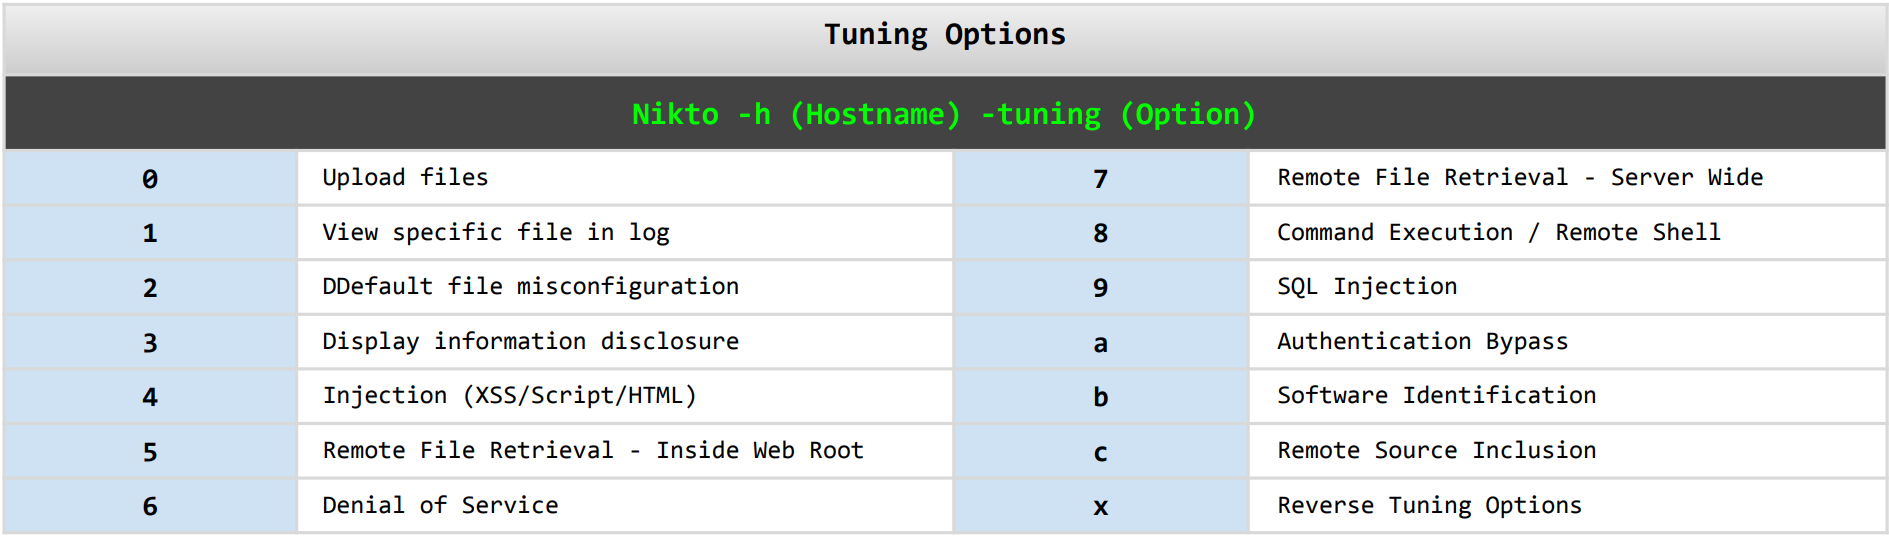 Tuning Options
Nikto -h (Hostname) -tuning (Option)
0 Upload files 7 Remote File Retrieval - Server Wide
1 View specific file in log 8 Command Execution / Remote Shell
2 DDefault file misconfiguration 9 SQL Injection
3 Display information disclosure a Authentication Bypass
4 Injection (XSS/Script/HTML) b Software Identification
5 Remote File Retrieval - Inside Web Root c Remote Source Inclusion
6 Denial of Service x Reverse Tuning Options